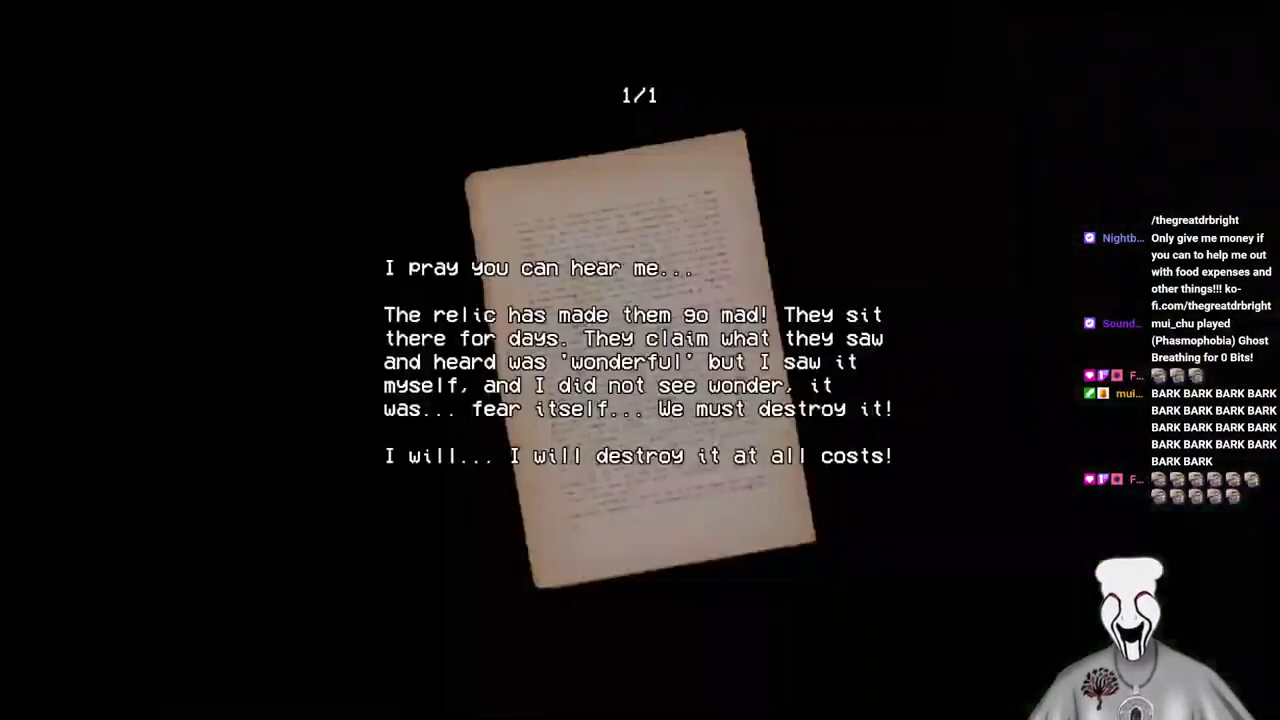 1/1
I pray you can hear me...
The relic has made them go mad! They sit
there for days. They claim what they saw
and heard was 'wonderful' but I saw it
myself, and I did not see wonder, it
was... fear itself... We must destroy it!
I will... I will destroy it at all costs!
/thegreatdrbright
Nightb... Only give me money if
you can to help me out
with food expenses and
other things!!! ko-
fi.com/thegreatdrbright
Sound... mui_chu played
(Phasmophobia) Ghost
Breathing for 0 Bits!
F...
mui... BARK BARK BARK BARK
BARK BARK BARK BARK
BARK BARK BARK BARK
BARK BARK BARK BARK
BARK BARK
F...